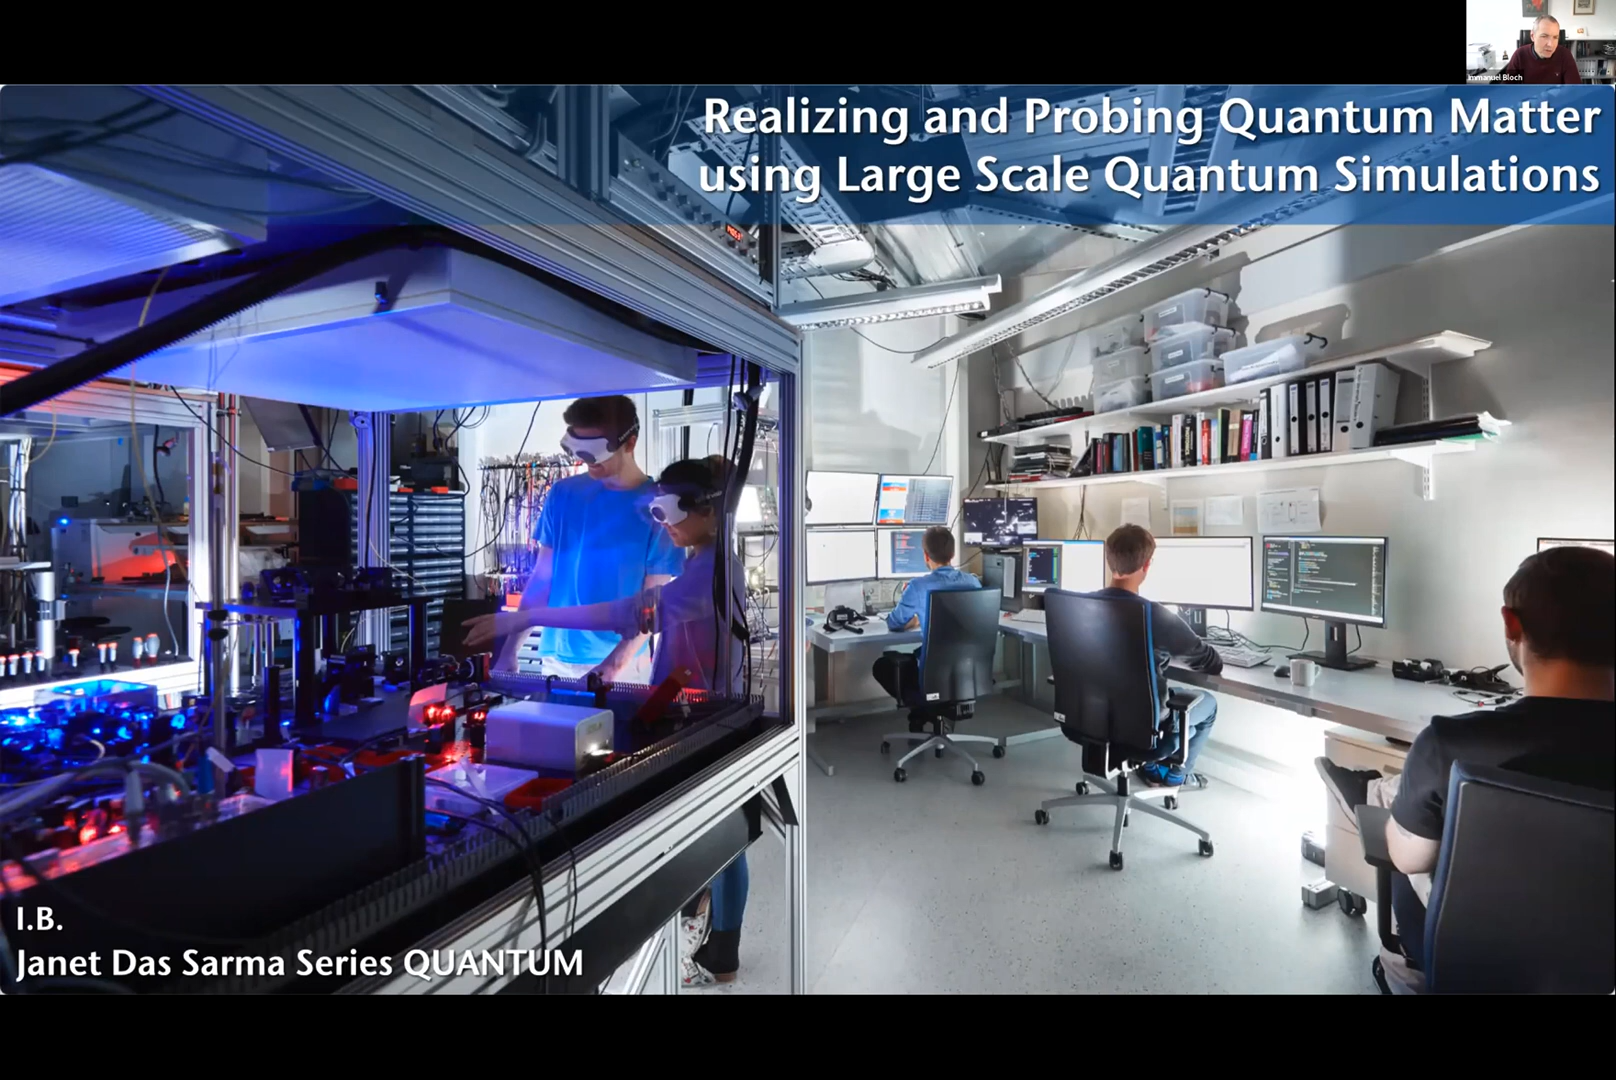 Immanuel Bloch
Realizing and Probing Quantum Matter
using Large Scale Quantum Simulations
I.B.
Janet Das Sarma Series QUANTUM